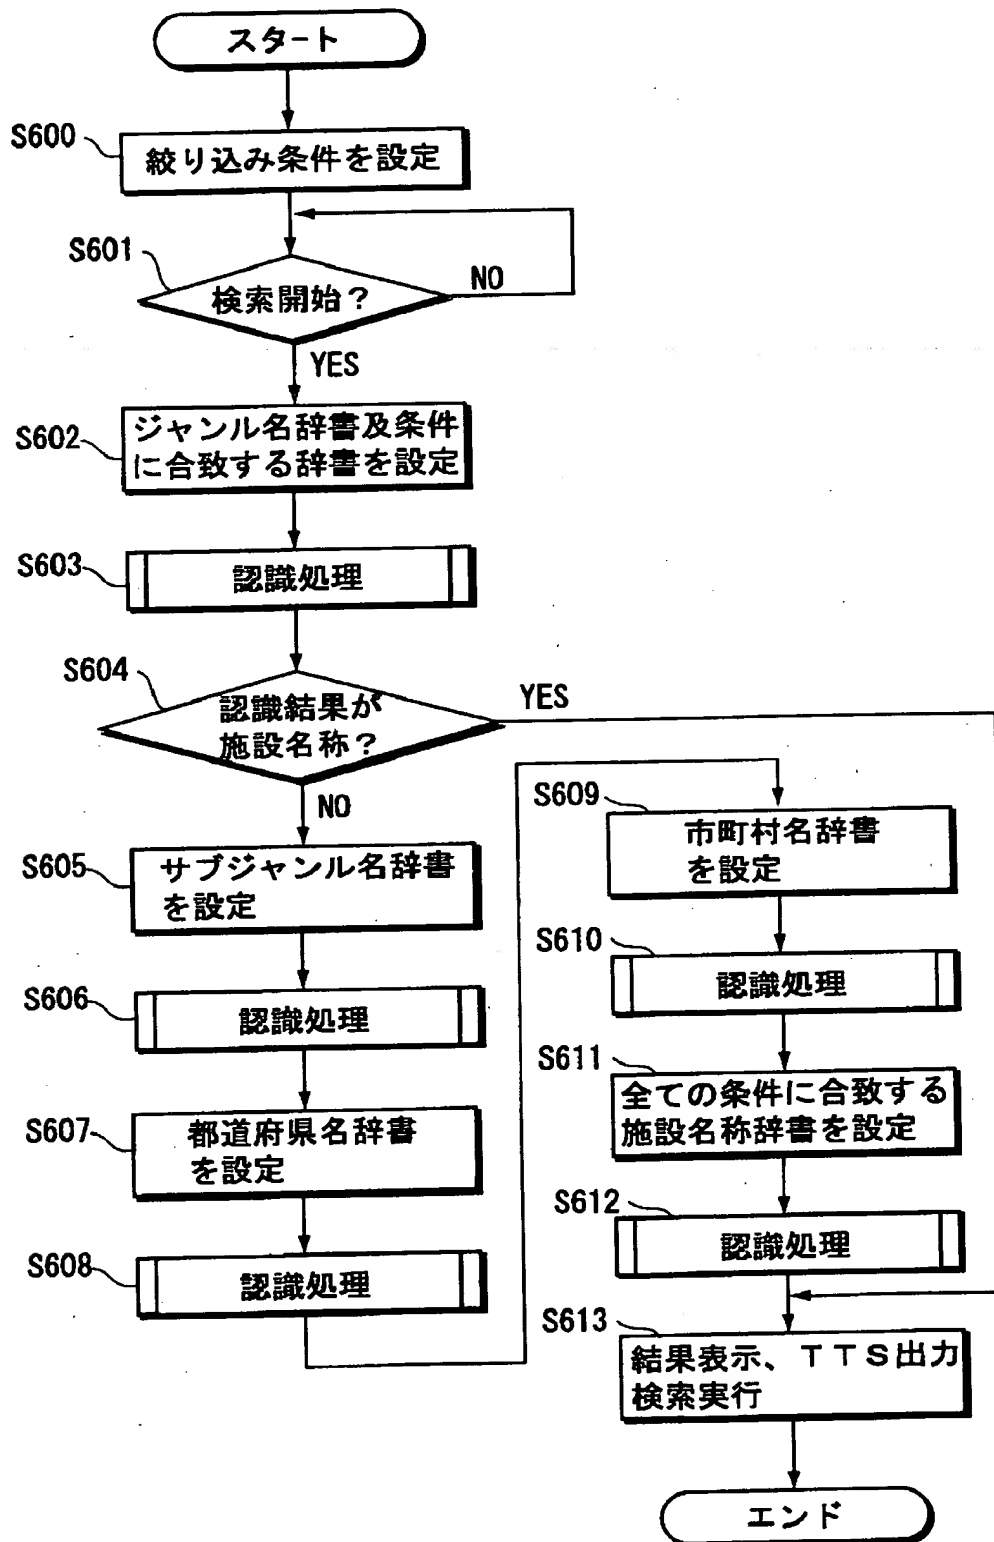 スタート
S600
絞り込み条件を設定
S601
検索開始？
NO
YES
S602
ジャンル名辞書及条件
に合致する辞書を設定
S603
認識処理
S604
認識結果が
施設名称？
YES
NO
S605
サブジャンル名辞書
を設定
S606
認識処理
S607
都道府県名辞書
を設定
S608
認識処理
S609
市町村名辞書
を設定
S610
認識処理
S611
全ての条件に合致する
施設名称辞書を設定
S612
認識処理
S613
結果表示、ＴＴＳ出力
検索実行
エンド